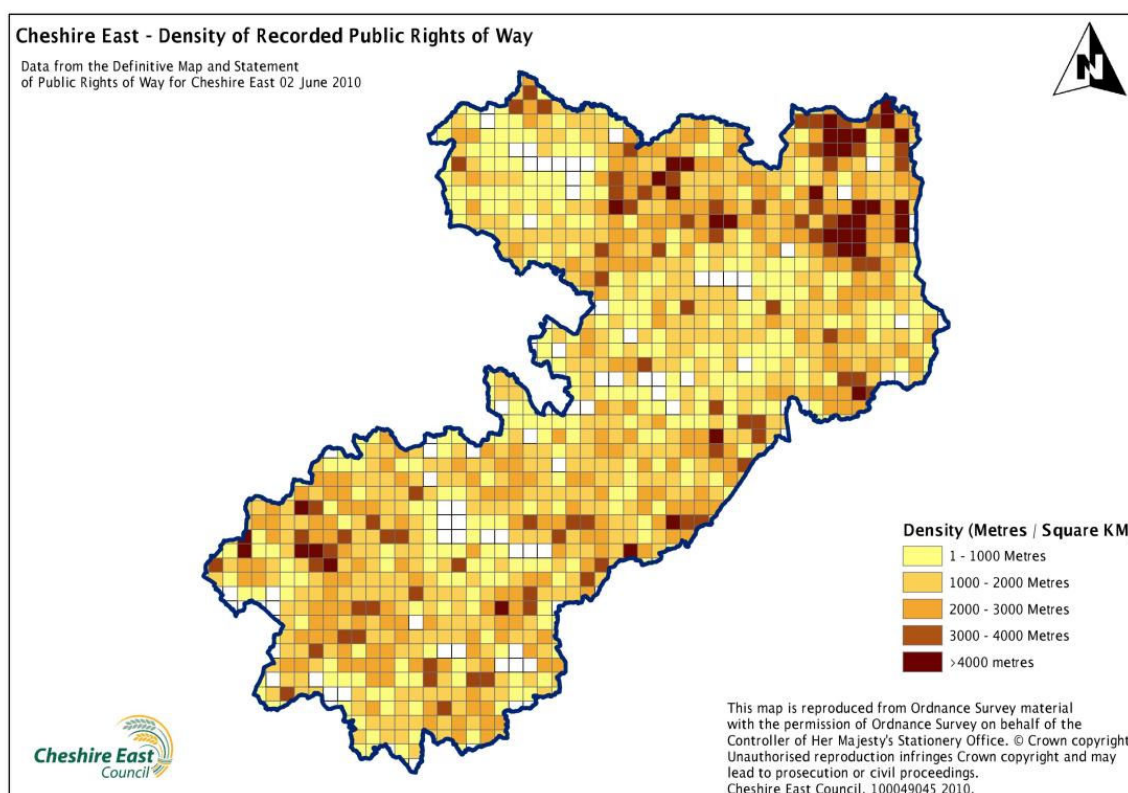 Cheshire East - Density of Recorded Public Rights of Way
Data from the Definitive Map and Statement
of Public Rights of Way for Cheshire East 02 June 2010
N
Density (Metres / Square KM
1 - 1000 Metres
1000 - 2000 Metres
2000 - 3000 Metres
3000 - 4000 Metres
>4000 metres
This map is reproduced from Ordnance Survey material
with the permission of Ordnance Survey on behalf of the
Controller of Her Majesty's Stationery Office. © Crown copyright
Unauthorised reproduction infringes Crown copyright and may
lead to prosecution or civil proceedings.
Cheshire East Council. 100049045 2010.
Cheshire East
Council